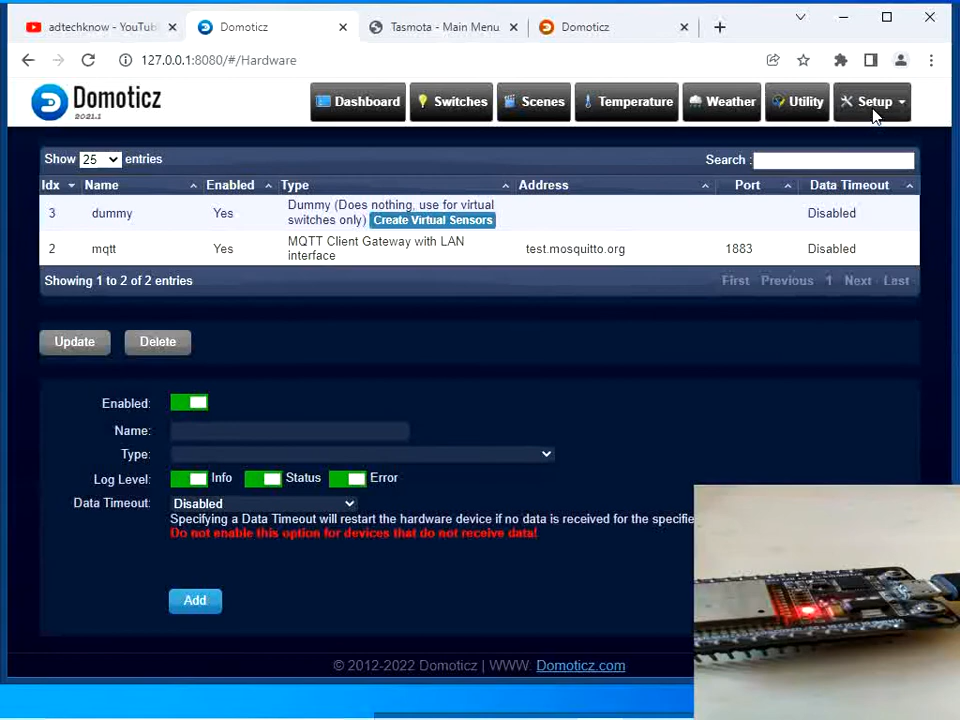 adtechknow - YouTub
Domoticz
Tasmota - Main Menu
Domoticz
127.0.0.1:8080/#/Hardware
Domoticz
2021.1
Dashboard
Switches
Scenes
Temperature
Weather
Utility
Setup
Show 25 entries
Search :
Idx Name Enabled Type Address Port Data Timeout
3 dummy Yes Dummy (Does nothing, use for virtual switches only) Create Virtual Sensors Disabled
2 mqtt Yes MQTT Client Gateway with LAN interface test.mosquitto.org 1883 Disabled
Showing 1 to 2 of 2 entries
First Previous 1 Next Last
Update Delete
Enabled:
Name:
Type:
Log Level: Info Status Error
Data Timeout: Disabled
Specifying a Data Timeout will restart the hardware device if no data is received for the specifie
Do not enable this option for devices that do not receive data!
Add
© 2012-2022 Domoticz | WWW: Domoticz.com